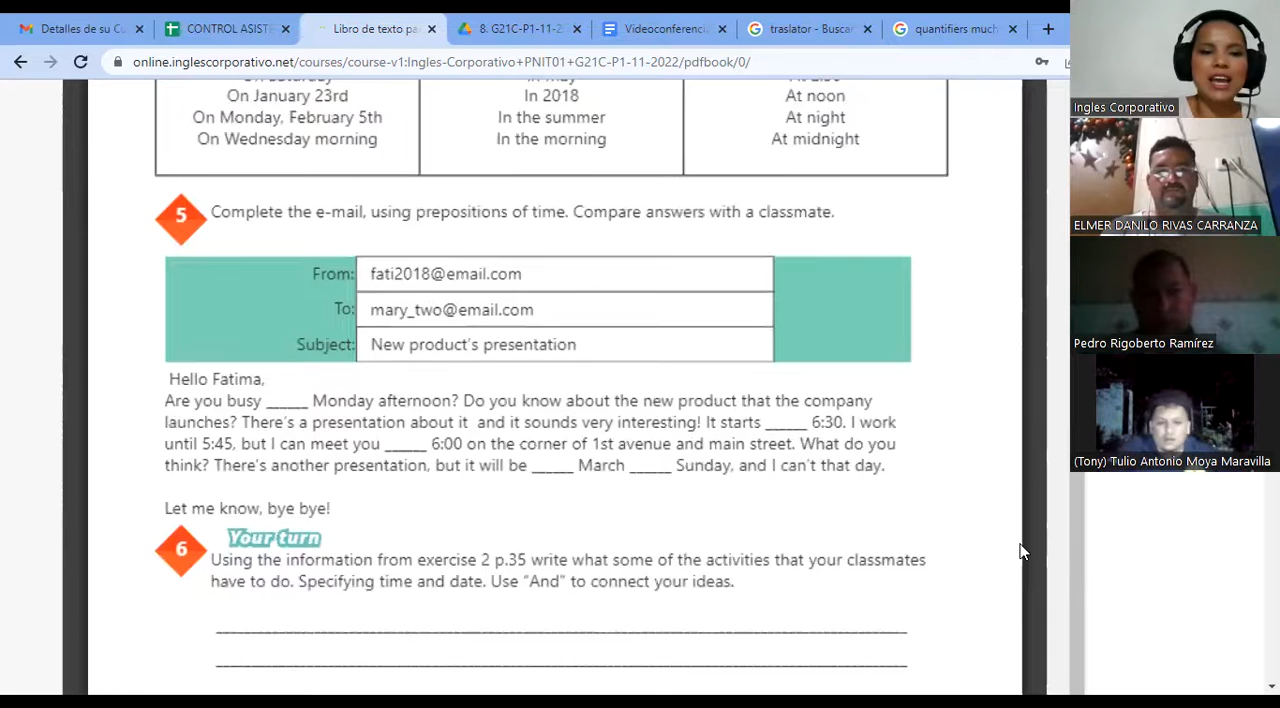 Detalles de su Cu
CONTROL ASISTE
Libro de texto pa
8. G21C-P1-11-2
Videoconferenci
traslator - Buscar
quantifiers much
online.inglescorporativo.net/courses/course-v1:Ingles-Corporativo+PNIT01+G21C-P1-11-2022/pdfbook/0/
On January 23rd
In 2018
At noon
On Monday, February 5th
In the summer
At night
On Wednesday morning
In the morning
At midnight
5
Complete the e-mail, using prepositions of time. Compare answers with a classmate.
From: fati2018@email.com
To: mary_two@email.com
Subject: New product's presentation
Hello Fatima,
Are you busy ______ Monday afternoon? Do you know about the new product that the company
launches? There's a presentation about it and it sounds very interesting! It starts ______ 6:30. I work
until 5:45, but I can meet you ______ 6:00 on the corner of 1st avenue and main street. What do you
think? There's another presentation, but it will be ______ March ______ Sunday, and I can't that day.
Let me know, bye bye!
6
Your turn
Using the information from exercise 2 p.35 write what some of the activities that your classmates
have to do. Specifying time and date. Use "And" to connect your ideas.
Ingles Corporativo
ELMER DANILO RIVAS CARRANZA
Pedro Rigoberto Ramírez
(Tony) Tulio Antonio Moya Maravilla